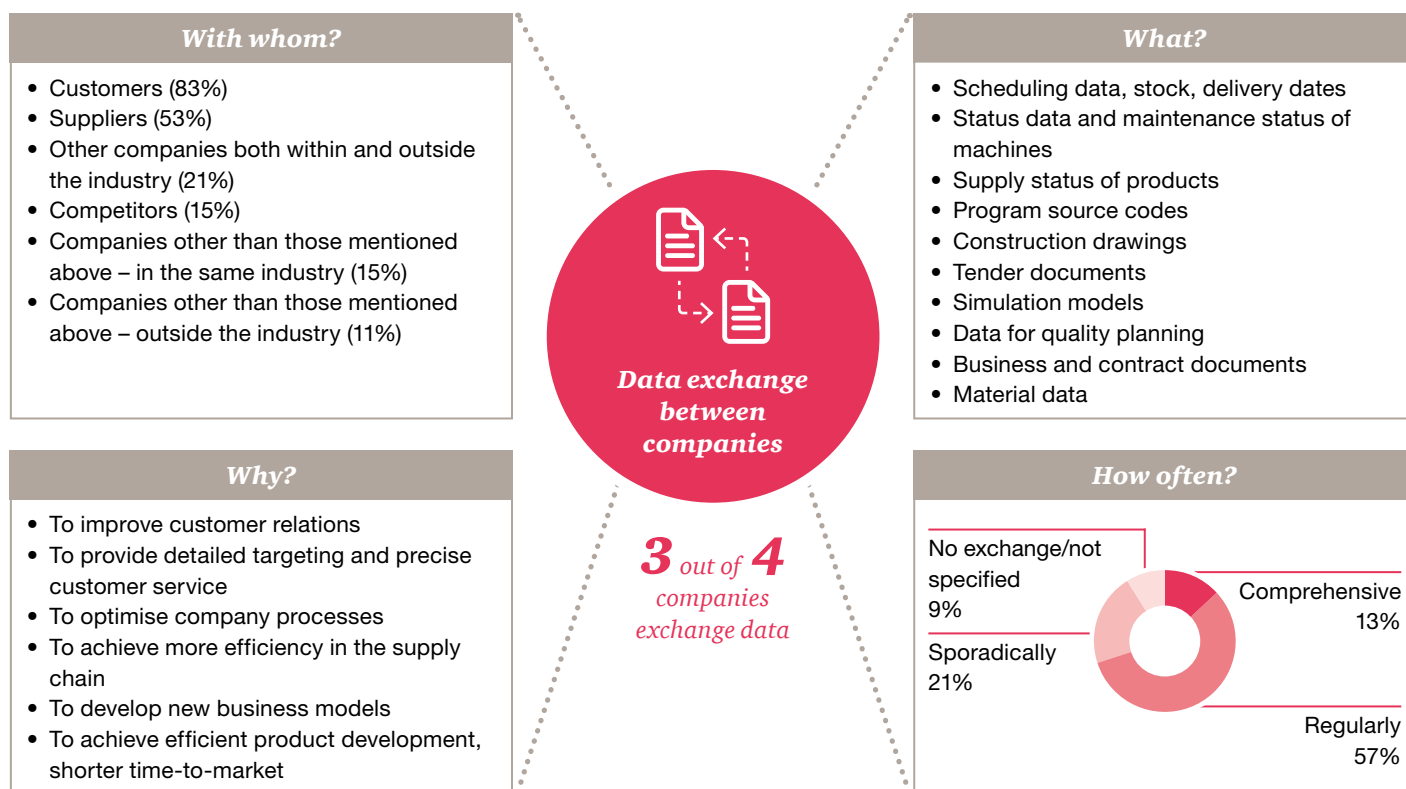 With whom?
• Customers (83%)
• Suppliers (53%)
• Other companies both within and outside
the industry (21%)
• Competitors (15%)
• Companies other than those mentioned
above – in the same industry (15%)
• Companies other than those mentioned
above – outside the industry (11%)
What?
• Scheduling data, stock, delivery dates
• Status data and maintenance status of
machines
• Supply status of products
• Program source codes
• Construction drawings
• Tender documents
• Simulation models
• Data for quality planning
• Business and contract documents
• Material data
Data exchange
between
companies
3 out of 4
companies
exchange data
Why?
• To improve customer relations
• To provide detailed targeting and precise
customer service
• To optimise company processes
• To achieve more efficiency in the supply
chain
• To develop new business models
• To achieve efficient product development,
shorter time-to-market
How often?
No exchange/not
specified
9%
Sporadically
21%
Comprehensive
13%
Regularly
57%